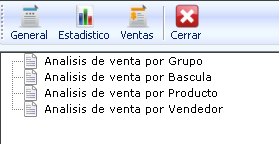 General Estadistico Ventas Cerrar
Analisis de venta por Grupo
Analisis de venta por Bascula
Analisis de venta por Producto
Analisis de venta por Vendedor